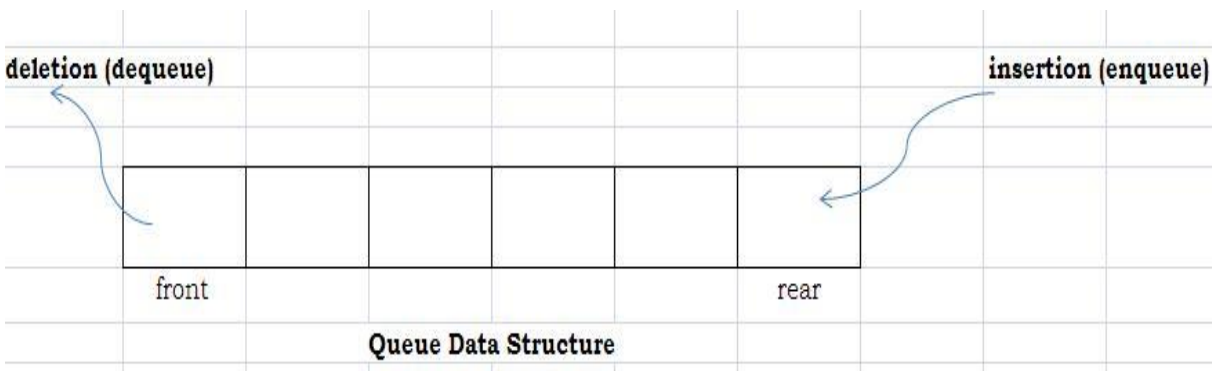 deletion (dequeue)
insertion (enqueue)
front
rear
Queue Data Structure